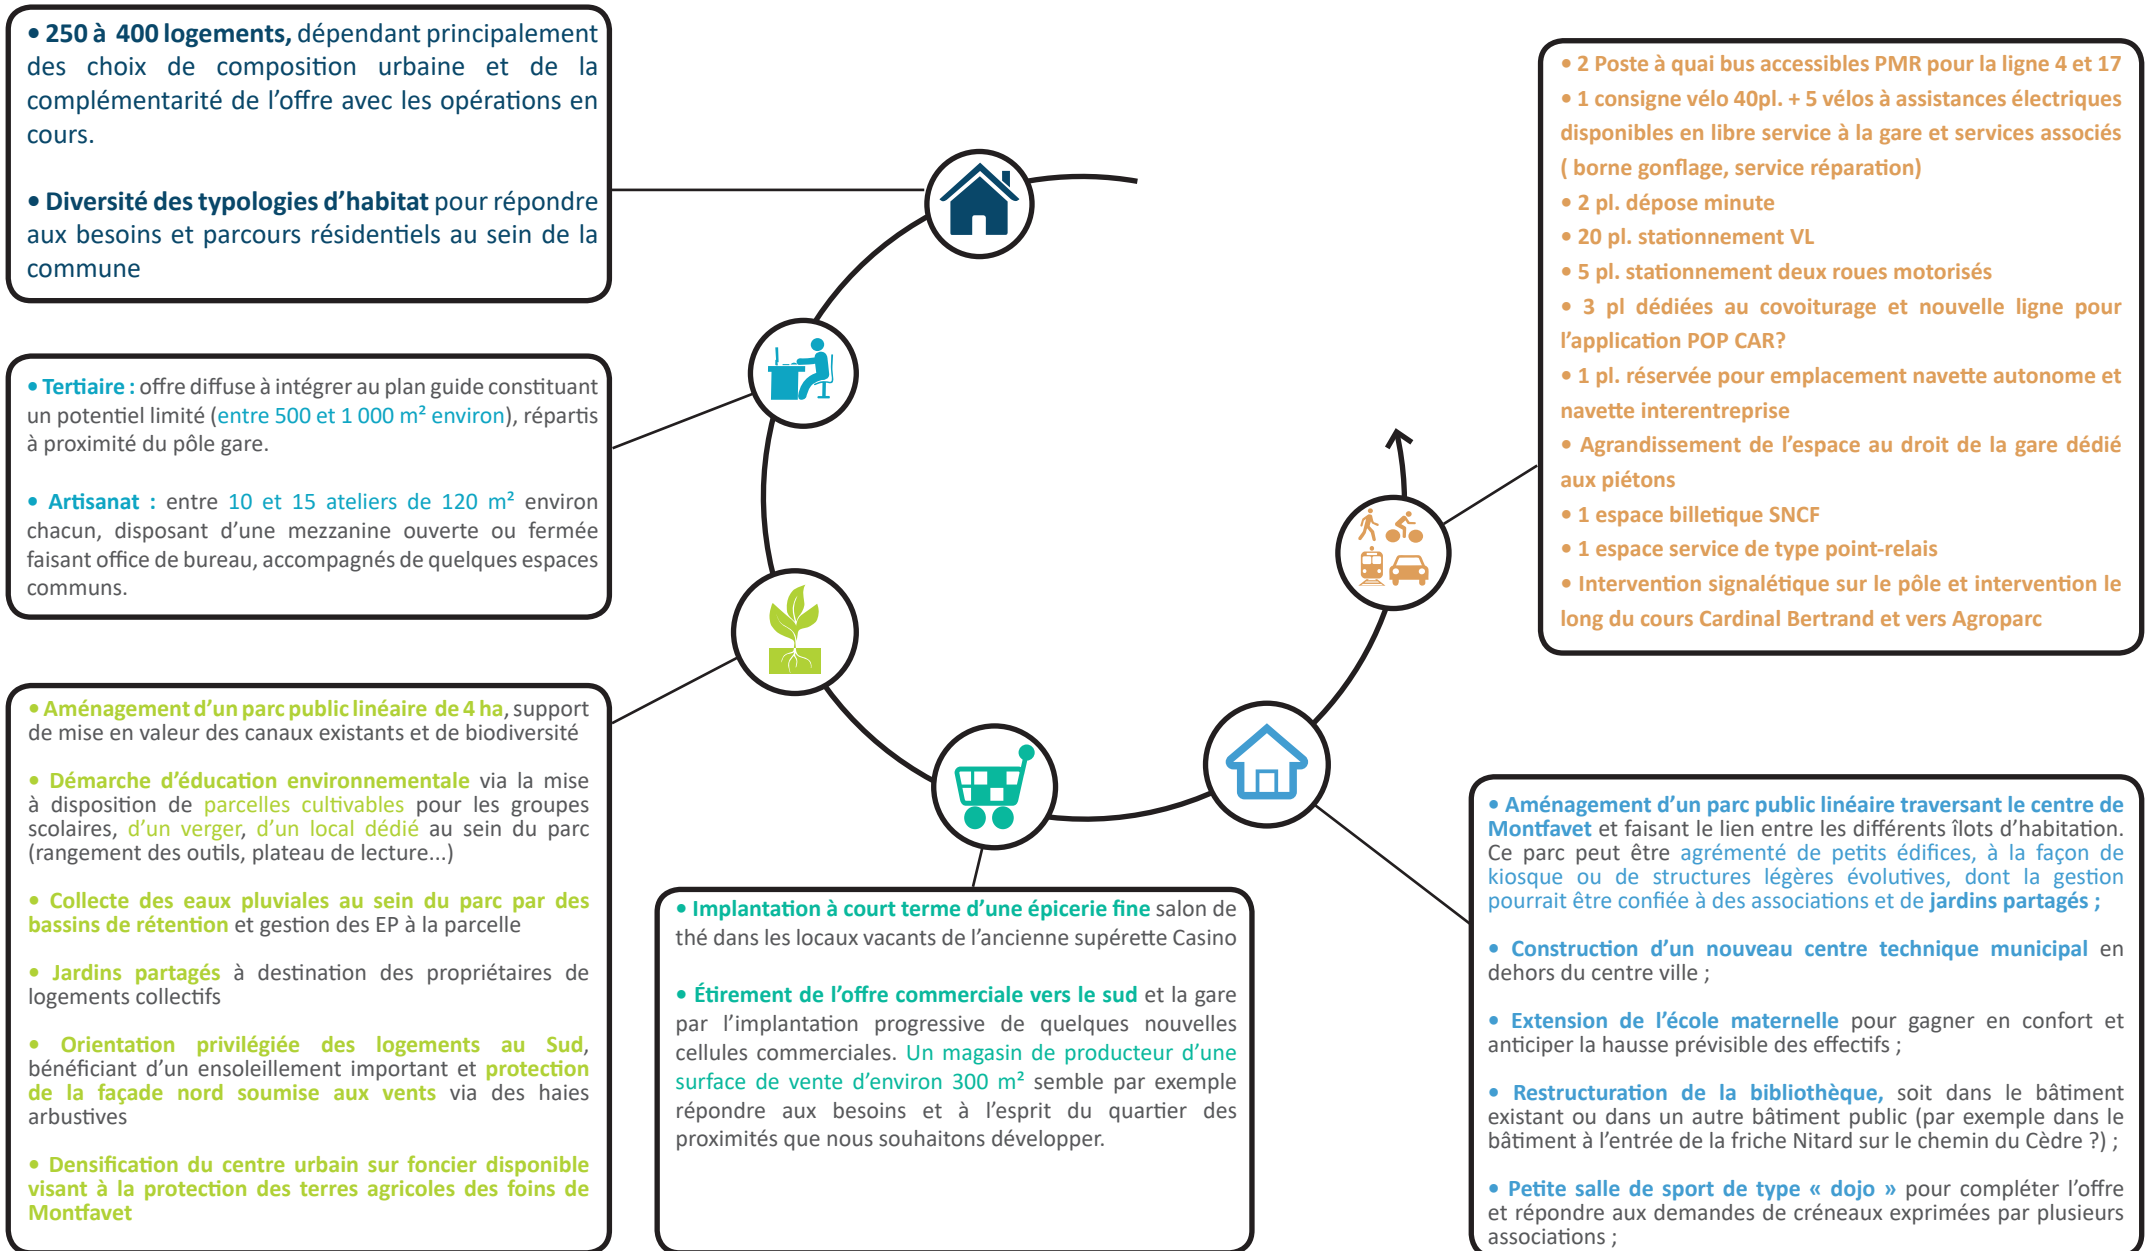 • 250 à 400 logements, dépendant principalement
des choix de composition urbaine et de la
complémentarité de l'offre avec les opérations en
cours.
• Diversité des typologies d'habitat pour répondre
aux besoins et parcours résidentiels au sein de la
commune
• Tertiaire : offre diffuse à intégrer au plan guide constituant
un potentiel limité (entre 500 et 1 000 m² environ), répartis
à proximité du pôle gare.
• Artisanat : entre 10 et 15 ateliers de 120 m² environ
chacun, disposant d'une mezzanine ouverte ou fermée
faisant office de bureau, accompagnés de quelques espaces
communs.
• Aménagement d'un parc public linéaire de 4 ha, support
de mise en valeur des canaux existants et de biodiversité
• Démarche d'éducation environnementale via la mise
à disposition de parcelles cultivables pour les groupes
scolaires, d'un verger, d'un local dédié au sein du parc
(rangement des outils, plateau de lecture...)
• Collecte des eaux pluviales au sein du parc par des
bassins de rétention et gestion des EP à la parcelle
• Jardins partagés à destination des propriétaires de
logements collectifs
• Orientation privilégiée des logements au Sud,
bénéficiant d'un ensoleillement important et protection
de la façade nord soumise aux vents via des haies
arbustives
• Densification du centre urbain sur foncier disponible
visant à la protection des terres agricoles des foins de
Montfavet
• Implantation à court terme d'une épicerie fine salon de
thé dans les locaux vacants de l'ancienne supérette Casino
• Étirement de l'offre commerciale vers le sud et la gare
par l'implantation progressive de quelques nouvelles
cellules commerciales. Un magasin de producteur d'une
surface de vente d'environ 300 m² semble par exemple
répondre aux besoins et à l'esprit du quartier des
proximités que nous souhaitons développer.
• 2 Poste à quai bus accessibles PMR pour la ligne 4 et 17
• 1 consigne vélo 40pl. + 5 vélos à assistances électriques
disponibles en libre service à la gare et services associés
( borne gonflage, service réparation)
• 2 pl. dépose minute
• 20 pl. stationnement VL
• 5 pl. stationnement deux roues motorisés
• 3 pl dédiées au covoiturage et nouvelle ligne pour
l'application POP CAR?
• 1 pl. réservée pour emplacement navette autonome et
navette interentreprise
• Agrandissement de l'espace au droit de la gare dédié
aux piétons
• 1 espace billetique SNCF
• 1 espace service de type point-relais
• Intervention signalétique sur le pôle et intervention le
long du cours Cardinal Bertrand et vers Agroparc
• Aménagement d'un parc public linéaire traversant le centre de
Montfavet et faisant le lien entre les différents îlots d'habitation.
Ce parc peut être agrémenté de petits édifices, à la façon de
kiosque ou de structures légères évolutives, dont la gestion
pourrait être confiée à des associations et de jardins partagés ;
• Construction d'un nouveau centre technique municipal en
dehors du centre ville ;
• Extension de l'école maternelle pour gagner en confort et
anticiper la hausse prévisible des effectifs ;
• Restructuration de la bibliothèque, soit dans le bâtiment
existant ou dans un autre bâtiment public (par exemple dans le
bâtiment à l'entrée de la friche Nitard sur le chemin du Cèdre ?) ;
• Petite salle de sport de type « dojo » pour compléter l'offre
et répondre aux demandes de créneaux exprimées par plusieurs
associations ;